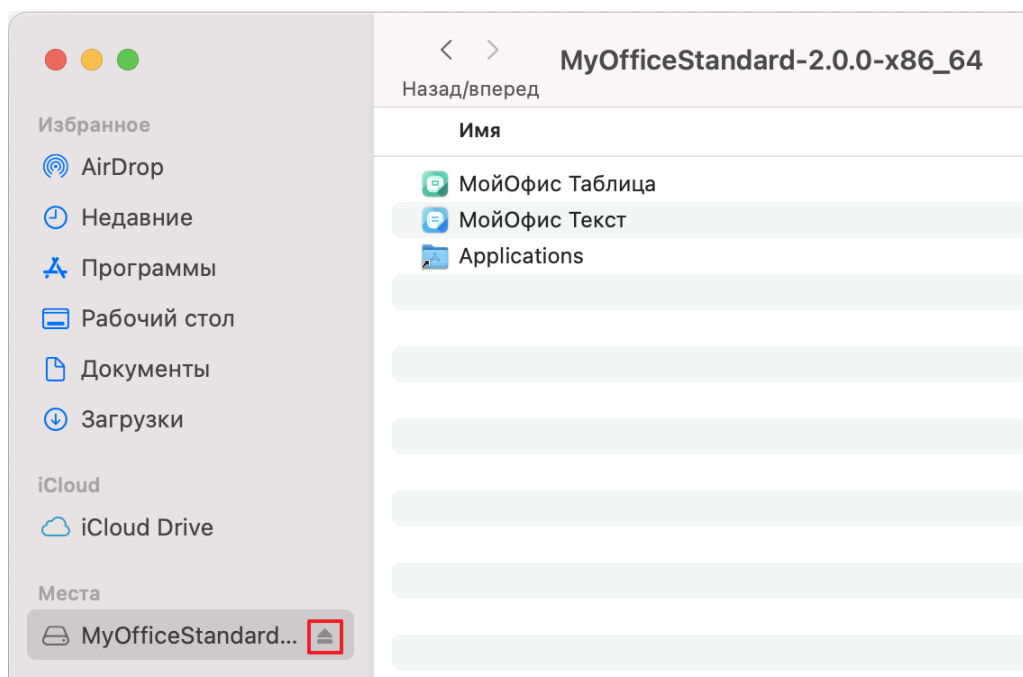 MyOfficeStandard-2.0.0-x86_64
Назад/вперед
Избранное
AirDrop
Недавние
Программы
Рабочий стол
Документы
Загрузки
iCloud
iCloud Drive
Места
MyOfficeStandard...
Имя
МойОфис Таблица
МойОфис Текст
Applications